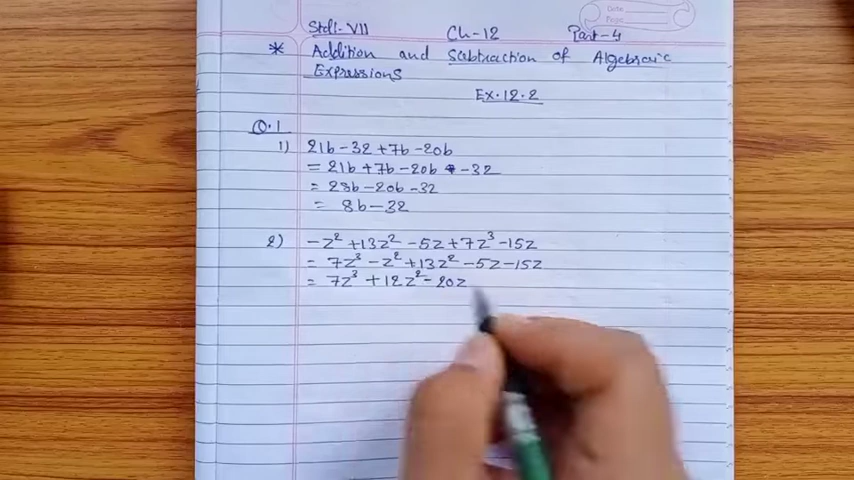 Date:
Page:
Std:- VII Ch-12 Part-4
* Addition and Subtraction of Algebraic
Expressions
Ex. 12.2
Q.1
1) 21b - 32 + 7b - 20b
= 21b + 7b - 20b - 32
= 28b - 20b - 32
= 8b - 32
2) -z² + 13z² - 5z + 7z³ - 15z
= 7z³ - z² + 13z² - 5z - 15z
= 7z³ + 12z² - 20z